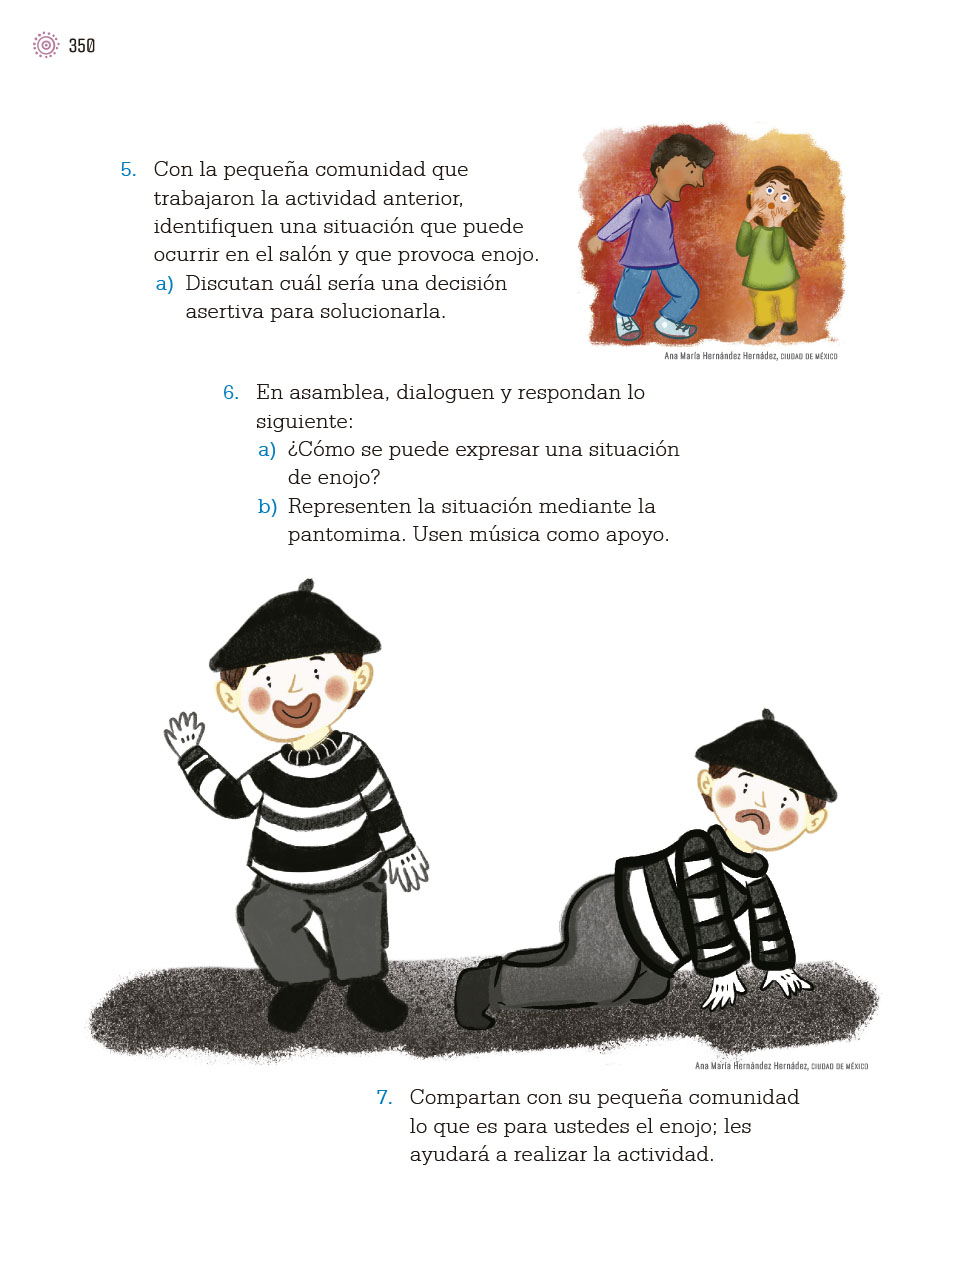 350
5. Con la pequeña comunidad que
trabajaron la actividad anterior,
identifiquen una situación que puede
ocurrir en el salón y que provoca enojo.
a) Discutan cuál sería una decisión
asertiva para solucionarla.
Ana María Hernández Hernádez, CIUDAD DE MÉXICO
6. En asamblea, dialoguen y respondan lo
siguiente:
a) ¿Cómo se puede expresar una situación
de enojo?
b) Representen la situación mediante la
pantomima. Usen música como apoyo.
Ana María Hernández Hernádez, CIUDAD DE MÉXICO
7. Compartan con su pequeña comunidad
lo que es para ustedes el enojo; les
ayudará a realizar la actividad.